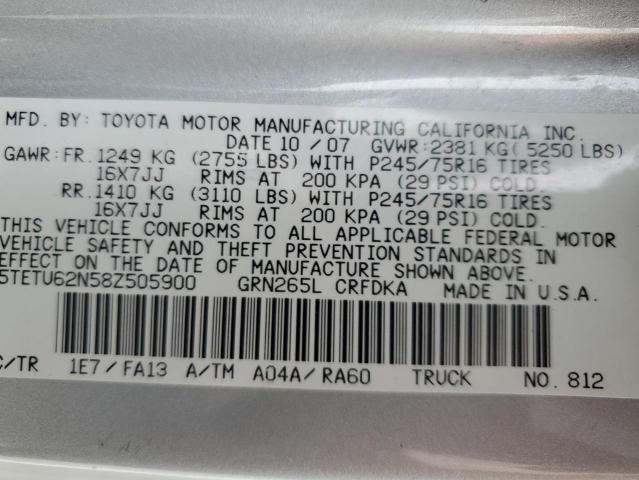 MFD. BY: TOYOTA MOTOR MANUFACTURING CALIFORNIA INC.
DATE 10 / 07 GVWR: 2381 KG ( 5250 LBS)
GAWR: FR. 1249 KG (2755 LBS) WITH P245/75R16 TIRES
16X7JJ RIMS AT 200 KPA (29 PSI) COLD.
RR. 1410 KG (3110 LBS) WITH P245/75R16 TIRES
16X7JJ RIMS AT 200 KPA (29 PSI) COLD.
THIS VEHICLE CONFORMS TO ALL APPLICABLE FEDERAL MOTOR
VEHICLE SAFETY AND THEFT PREVENTION STANDARDS IN
EFFECT ON THE DATE OF MANUFACTURE SHOWN ABOVE.
5TETU62N58Z505900 GRN265L CRFDKA MADE IN U.S.A.
C/TR 1E7 / FA13 A/TM A04A / RA60 TRUCK NO. 812